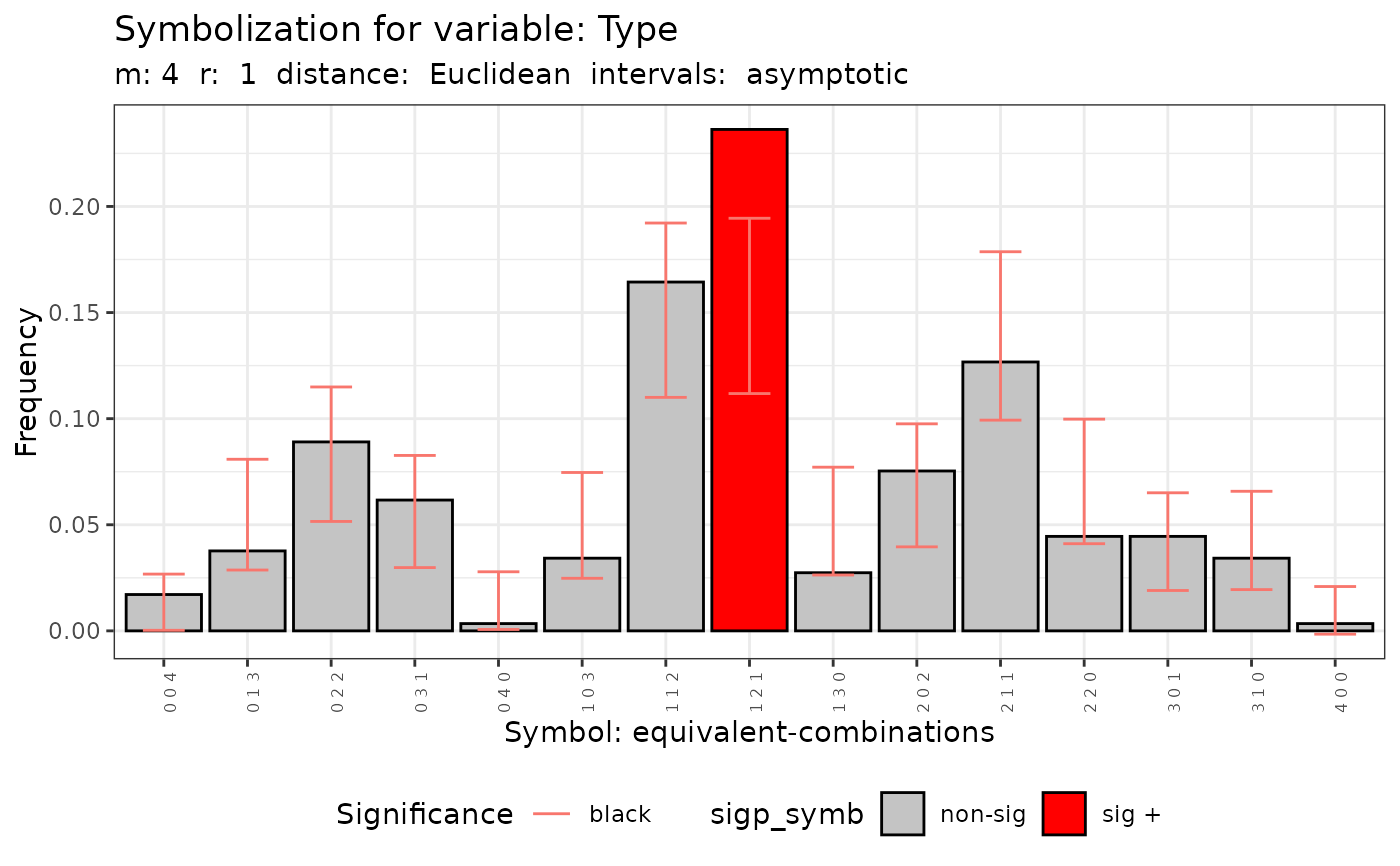 Symbolization for variable: Type
m: 4 r: 1 distance: Euclidean intervals: asymptotic
Frequency
0.20
0.15
0.10
0.05
0.00
0 0 4
0 1 3
0 2 2
0 3 1
0 4 0
1 0 3
1 1 2
1 2 1
1 3 0
2 0 2
2 1 1
2 2 0
3 0 1
3 1 0
4 0 0
Symbol: equivalent-combinations
Significance black sigp_symb non-sig sig +